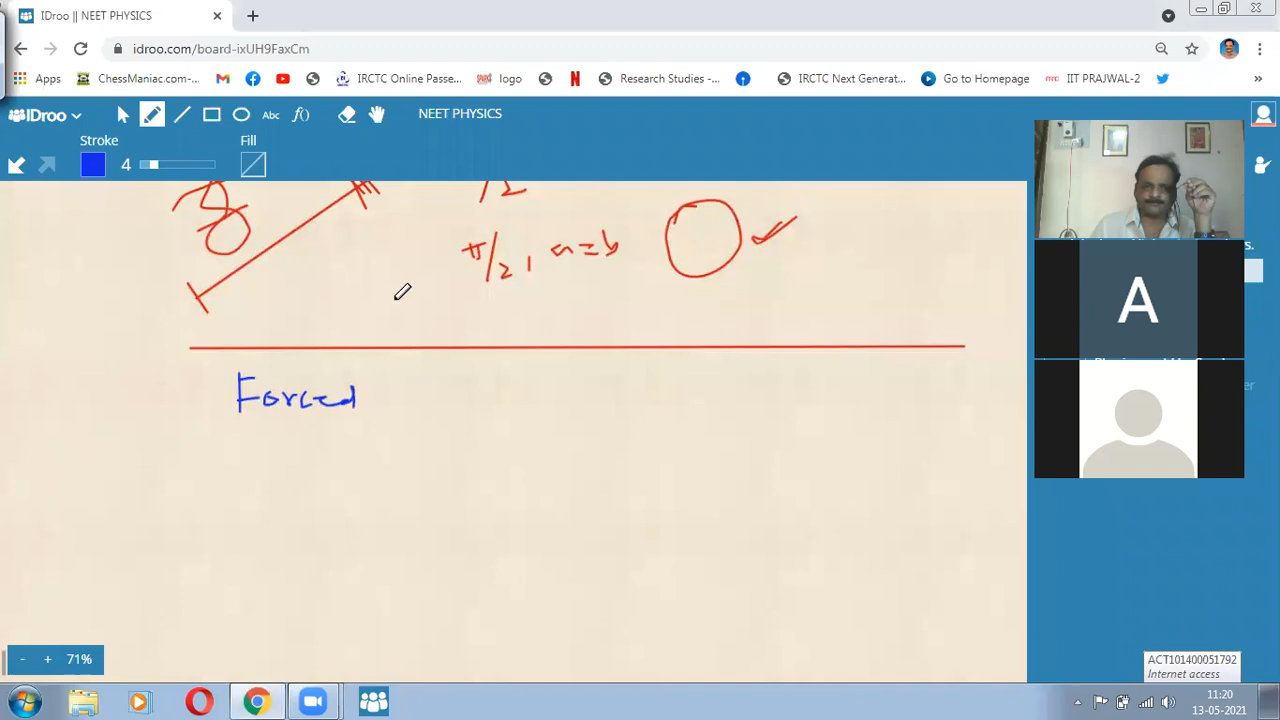 IDroo || NEET PHYSICS
idroo.com/board-ixUH9FaxCm
Apps
ChessManiac.com-...
IRCTC Online Passe...
logo
Research Studies -...
IRCTC Next Generat...
Go to Homepage
IIT PRAJWAL-2
»
IDroo
Abc
f()
NEET PHYSICS
Stroke
Fill
4
/2
π/2, a=b
Forced
A
- + 71%
ACT101400051792
Internet access
11:20
13-05-2021